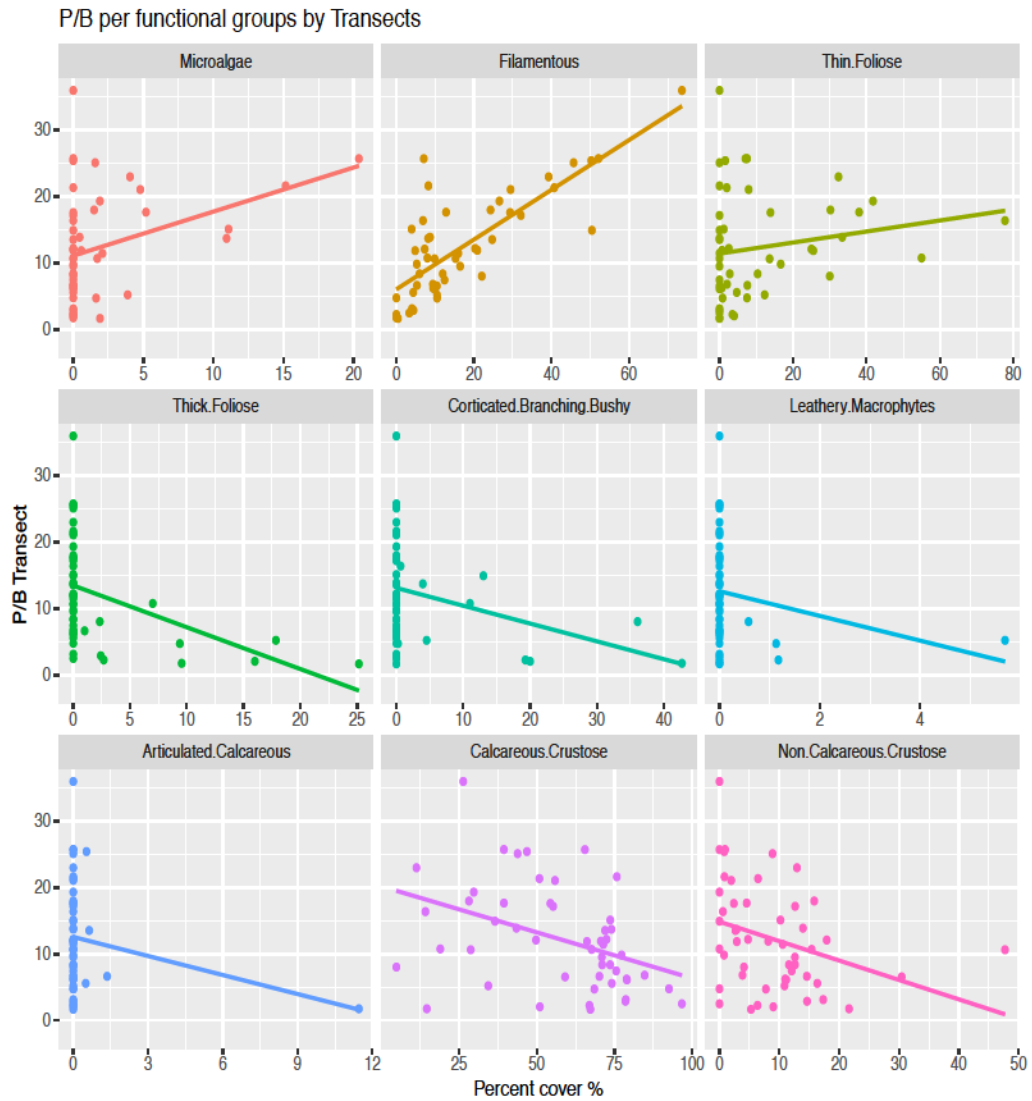 P/B per functional groups by Transects
Microalgae Filamentous Thin.Foliose
30
20
10
0
0 5 10 15 20 0 20 40 60 0 20 40 60 80
Thick.Foliose Corticated.Branching.Bushy Leathery.Macrophytes
30
20
10
0
0 5 10 15 20 25 0 10 20 30 40 0 2 4
P/B Transect
Articulated.Calcareous Calcareous.Crustose Non.Calcareous.Crustose
30
20
10
0
0 3 6 9 12 25 50 75 100 0 10 20 30 40 50
Percent cover %